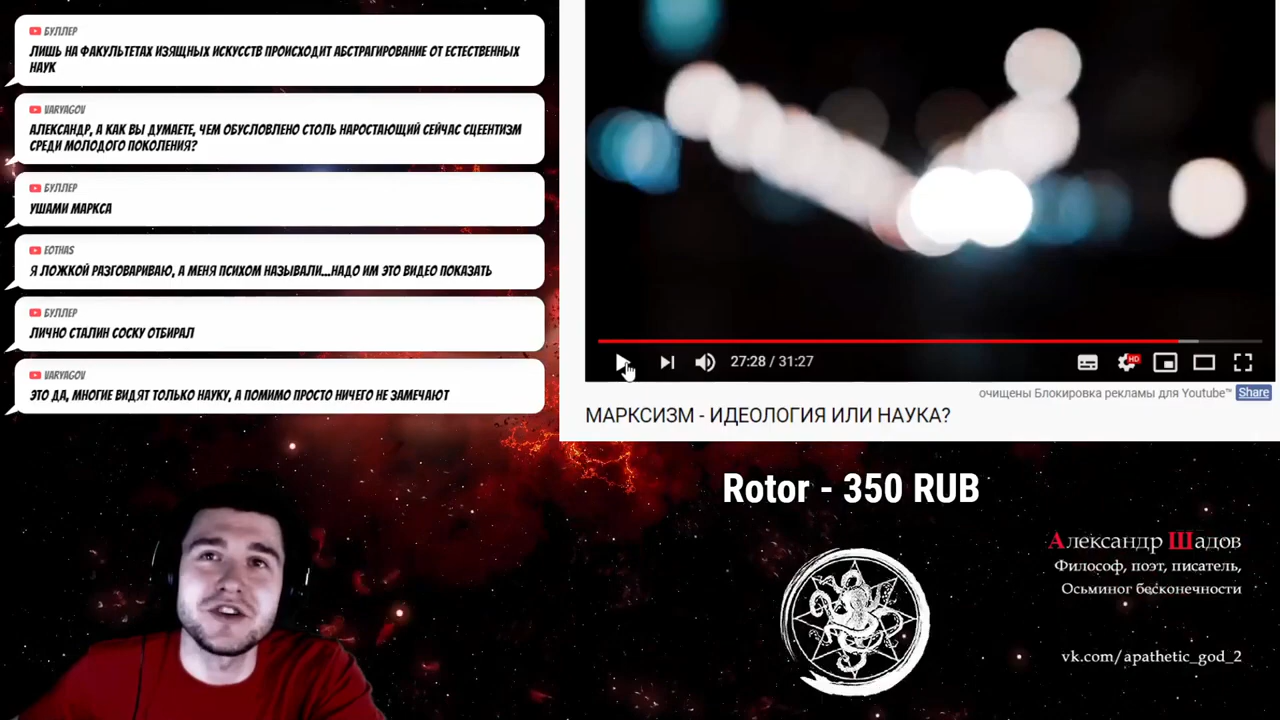 БУЛЛЕР
ЛИШЬ НА ФАКУЛЬТЕТАХ ИЗЯЩНЫХ ИСКУССТВ ПРОИСХОДИТ АБСТРАГИРОВАНИЕ ОТ ЕСТЕСТВЕННЫХ
НАУК
VARYAGOV
АЛЕКСАНДР, А КАК ВЫ ДУМАЕТЕ, ЧЕМ ОБУСЛОВЛЕНО СТОЛЬ НАРОСТАЮЩИЙ СЕЙЧАС СЦЕЕНТИЗМ
СРЕДИ МОЛОДОГО ПОКОЛЕНИЯ?
БУЛЛЕР
УШАМИ МАРКСА
EOTHAS
Я ЛОЖКОЙ РАЗГОВАРИВАЮ, А МЕНЯ ПСИХОМ НАЗЫВАЛИ...НАДО ИМ ЭТО ВИДЕО ПОКАЗАТЬ
БУЛЛЕР
ЛИЧНО СТАЛИН СОСКУ ОТБИРАЛ
VARYAGOV
ЭТО ДА, МНОГИЕ ВИДЯТ ТОЛЬКО НАУКУ, А ПОМИМО ПРОСТО НИЧЕГО НЕ ЗАМЕЧАЮТ
27:28 / 31:27
HD
очищены Блокировка рекламы для Youtube™ Share
МАРКСИЗМ - ИДЕОЛОГИЯ ИЛИ НАУКА?
Rotor - 350 RUB
Александр Шадов
Философ, поэт, писатель,
Осьминог бесконечности
vk.com/apathetic_god_2